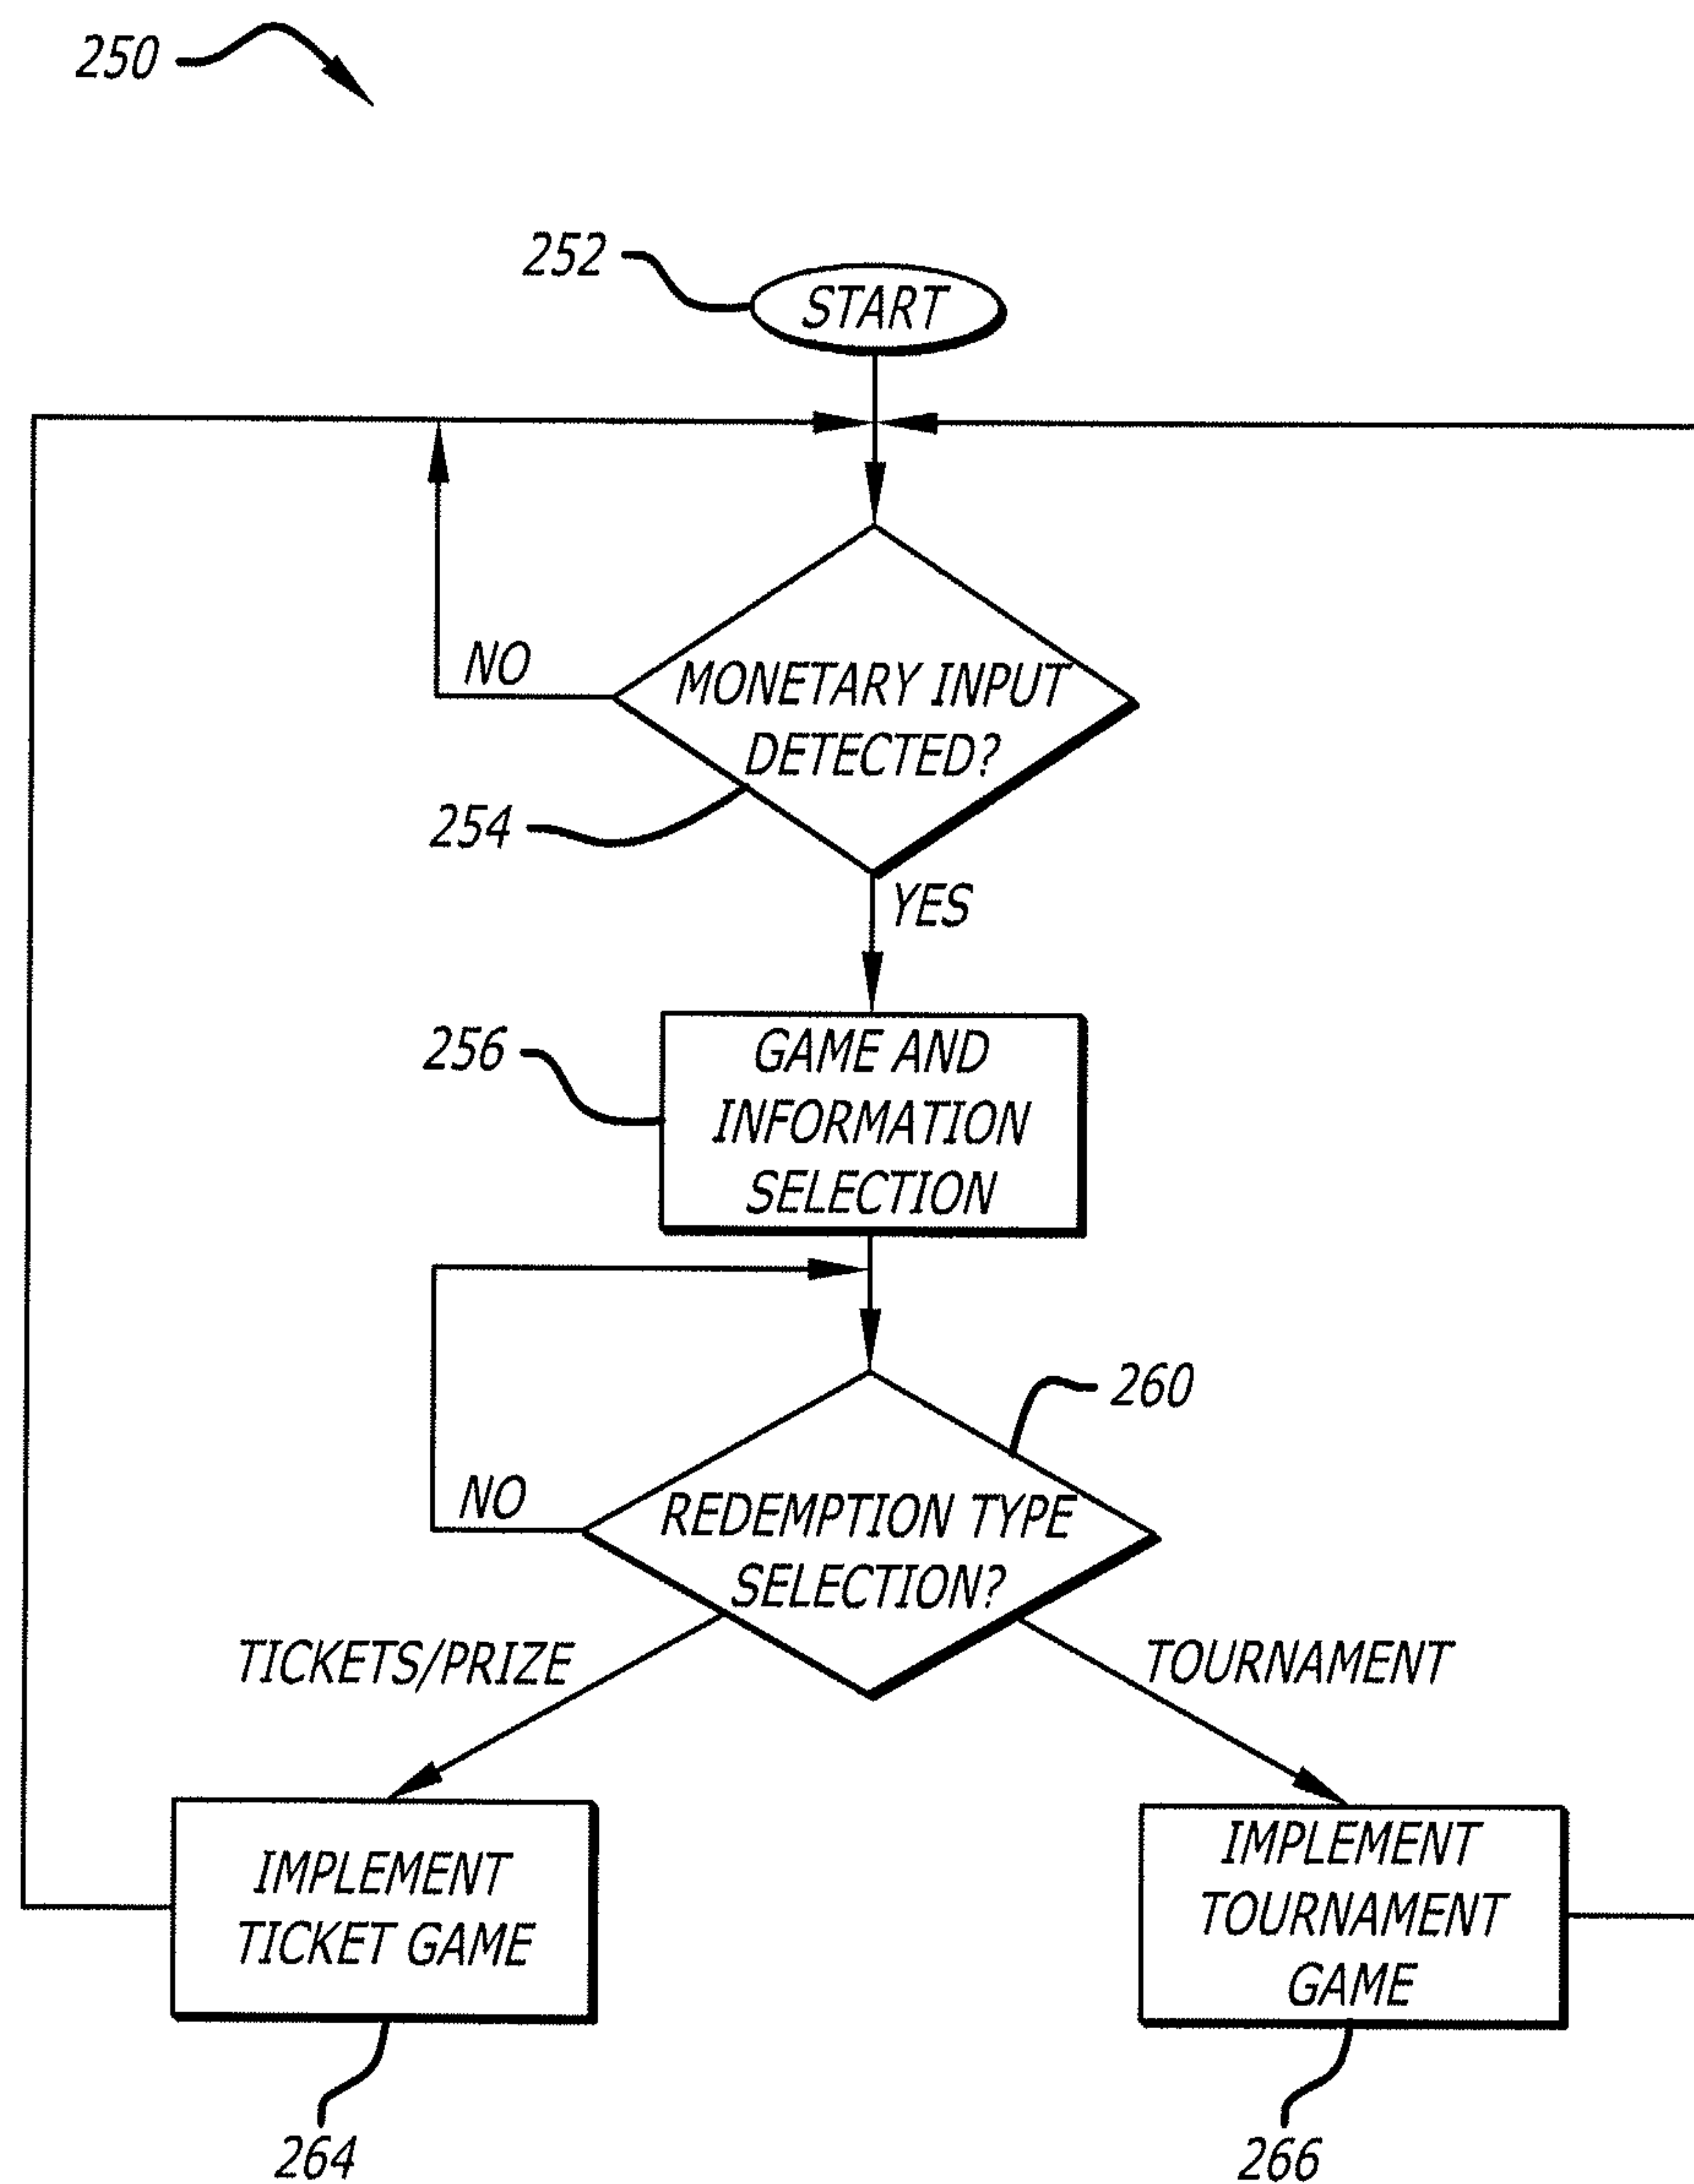 250
252
START
NO
MONETARY INPUT
DETECTED?
254
YES
256
GAME AND
INFORMATION
SELECTION
260
NO
REDEMPTION TYPE
SELECTION?
TICKETS/PRIZE
TOURNAMENT
IMPLEMENT
TICKET GAME
IMPLEMENT
TOURNAMENT
GAME
264
266